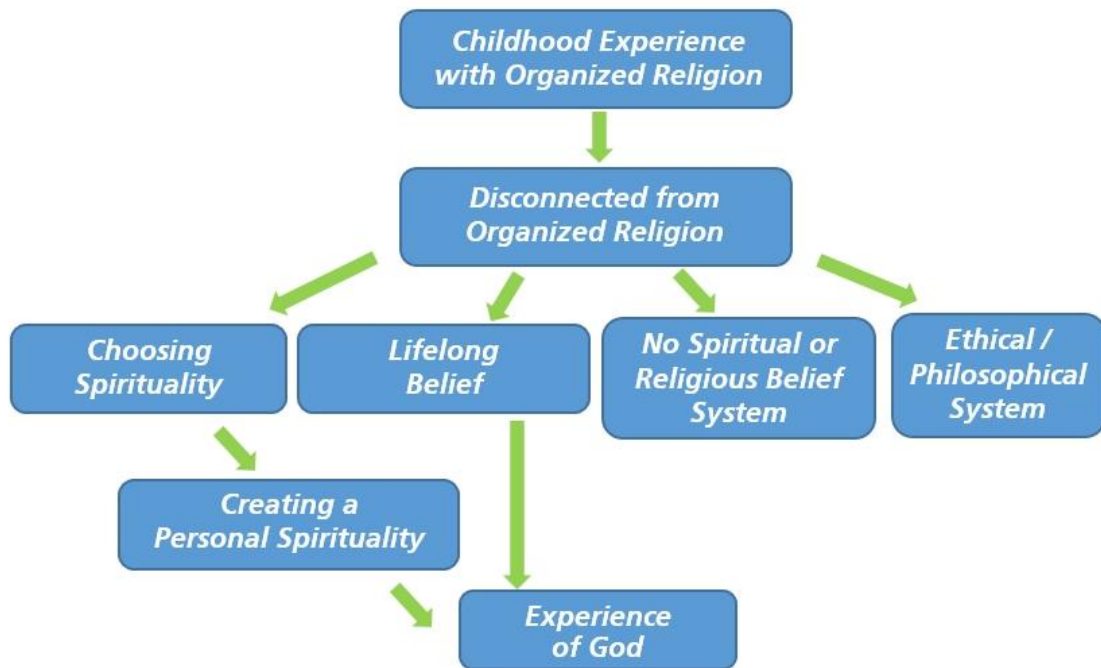 Childhood Experience
with Organized Religion
Disconnected from
Organized Religion
Choosing
Spirituality
Lifelong
Belief
No Spiritual or
Religious Belief
System
Ethical /
Philosophical
System
Creating a
Personal Spirituality
Experience
of God